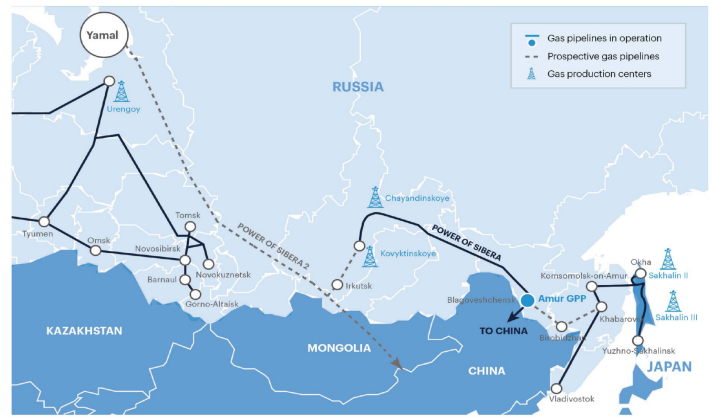 Yamal
Gas pipelines in operation
Prospective gas pipelines
Gas production centers
RUSSIA
Urengoy
Chayandinskoye
Tomsk
Tyumen
Omsk
Novosibirsk
POWER OF SIBERA 2
POWER OF SIBERA
Kovyktinskoye
Novokuznetsk
Barnaul
Irkutsk
Gorno-Altaisk
Okha
Komsomolsk-on-Amur
Sakhalin II
Blagoveshchensk
Amur GPP
Khabarovsk
Sakhalin III
KAZAKHSTAN
TO CHINA
Birobidzhan
MONGOLIA
Yuzhno-Sakhalinsk
CHINA
JAPAN
Vladivostok